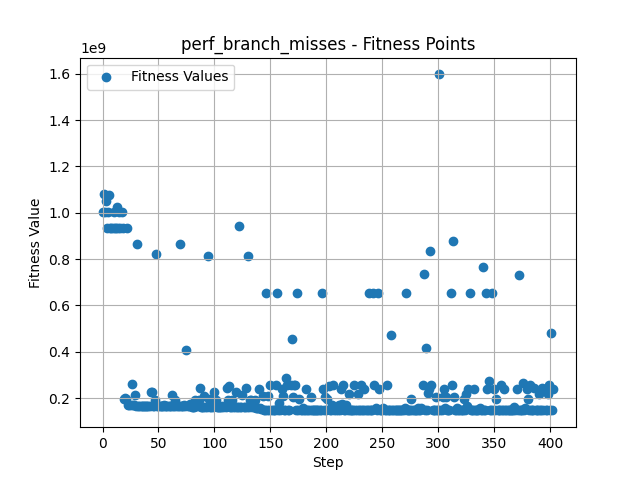 perf_branch_misses - Fitness Points
1e9
Fitness Values
1.6
1.4
1.2
1.0
0.8
0.6
0.4
0.2
Fitness Value
0 50 100 150 200 250 300 350 400
Step